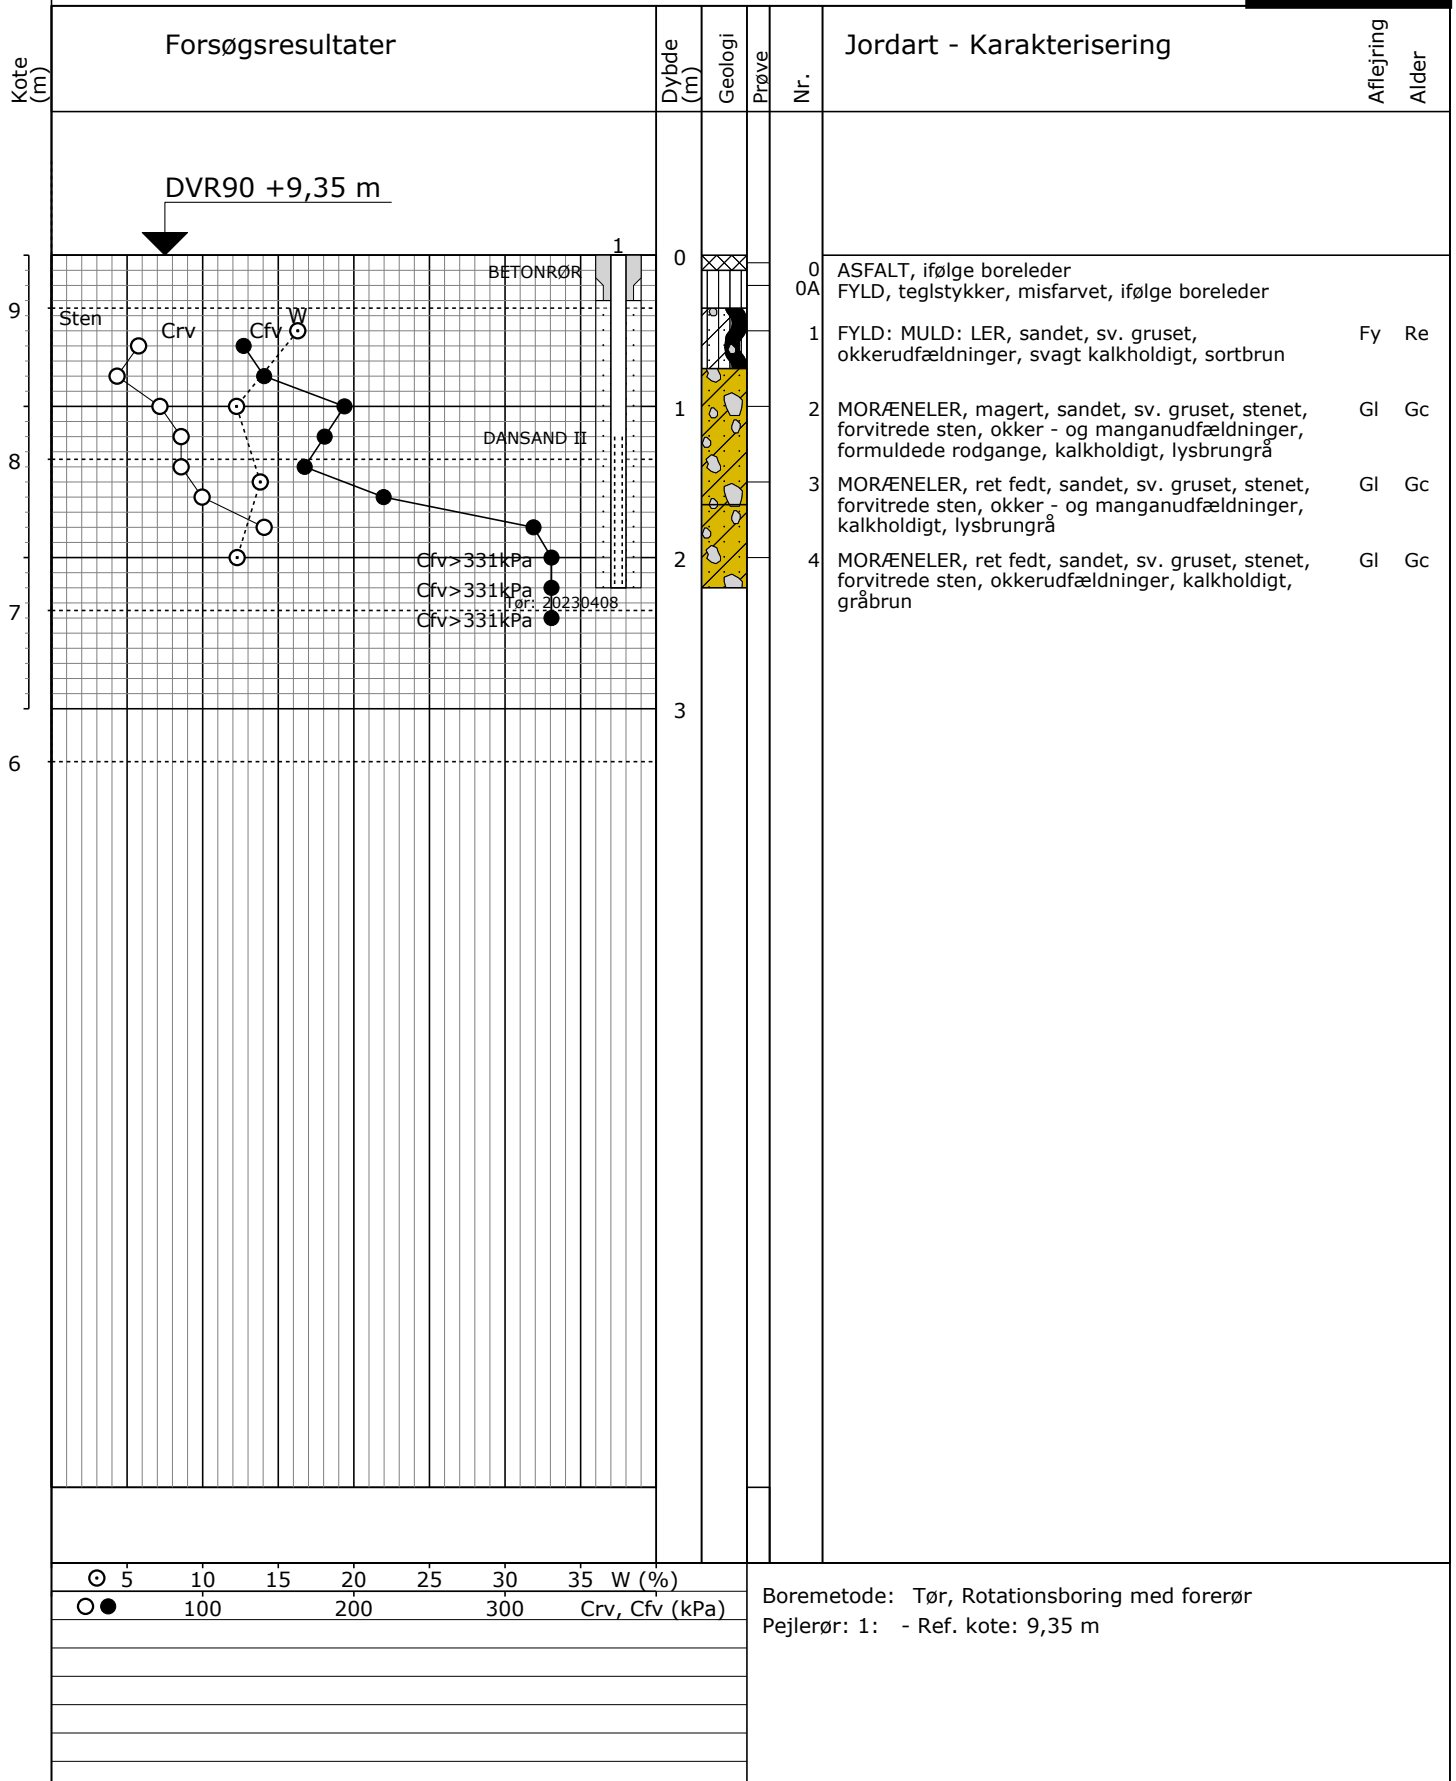 Kote
(m)
Forsøgsresultater
Dybde
(m)
Geologi
Prøve
Nr.
Jordart - Karakterisering
Aflejring
Alder
DVR90 +9,35 m
1
0
BETONRØR
0 ASFALT, ifølge boreleder
0A FYLD, teglstykker, misfarvet, ifølge boreleder
9
Sten
Crv
Cfv
W
1 FYLD: MULD: LER, sandet, sv. gruset, Fy Re
okkerudfældninger, svagt kalkholdigt, sortbrun
1
2 MORÆNELER, magert, sandet, sv. gruset, stenet, Gl Gc
forvitrede sten, okker - og manganudfældninger,
formuldede rodgange, kalkholdigt, lysbrungrå
DANSAND II
8
3 MORÆNELER, ret fedt, sandet, sv. gruset, stenet, Gl Gc
forvitrede sten, okker - og manganudfældninger,
kalkholdigt, lysbrungrå
Cfv>331kPa
2
4 MORÆNELER, ret fedt, sandet, sv. gruset, stenet, Gl Gc
forvitrede sten, okkerudfældninger, kalkholdigt,
gråbrun
Cfv>331kPa
Tør: 20230408
7
Cfv>331kPa
3
6
5 10 15 20 25 30 35 W (%)
100 200 300 Crv, Cfv (kPa)
Boremetode: Tør, Rotationsboring med forerør
Pejlerør: 1: - Ref. kote: 9,35 m